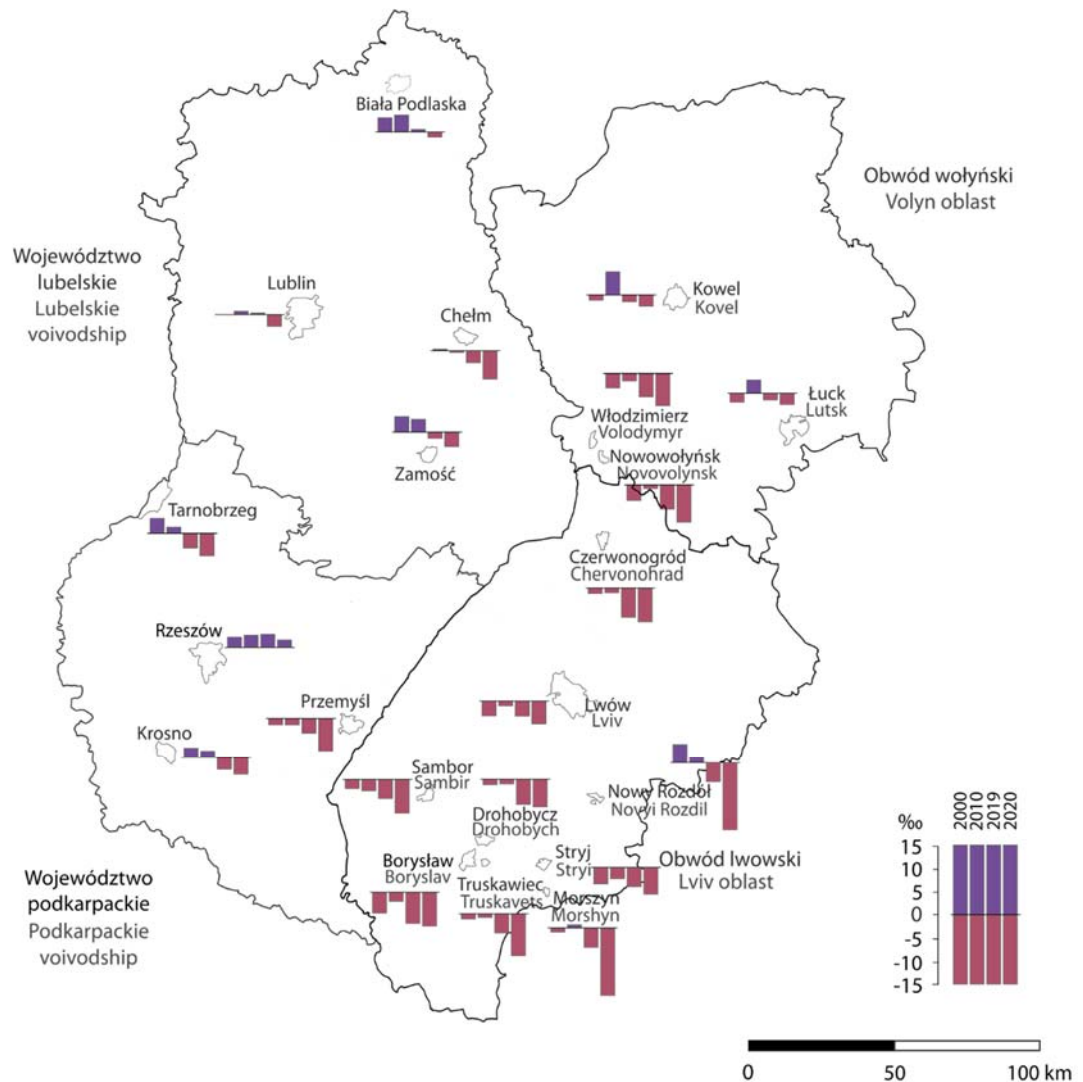 Biała Podlaska
Obwód wołyński
Volyn oblast
Województwo
lubelskie
Lubelskie
voivodship
Lublin
Chełm
Kowel
Kovel
Łuck
Lutsk
Włodzimierz
Volodymyr
Nowowołyńsk
Novovolynsk
Zamość
Tarnobrzeg
Czerwonogród
Chervonohrad
Rzeszów
Przemyśl
Lwów
Lviv
Krosno
Sambor
Sambir
Nowy Rozdół
Novyi Rozdil
Drohobycz
Drohobych
Borysław
Boryslav
Stryj
Stryi
Obwód lwowski
Lviv oblast
Truskawiec
Truskavets
Morszyn
Morshyn
Województwo
podkarpackie
Podkarpackie
voivodship
2000
2010
2019
2020
‰
15
10
5
0
-5
-10
-15
0 50 100 km